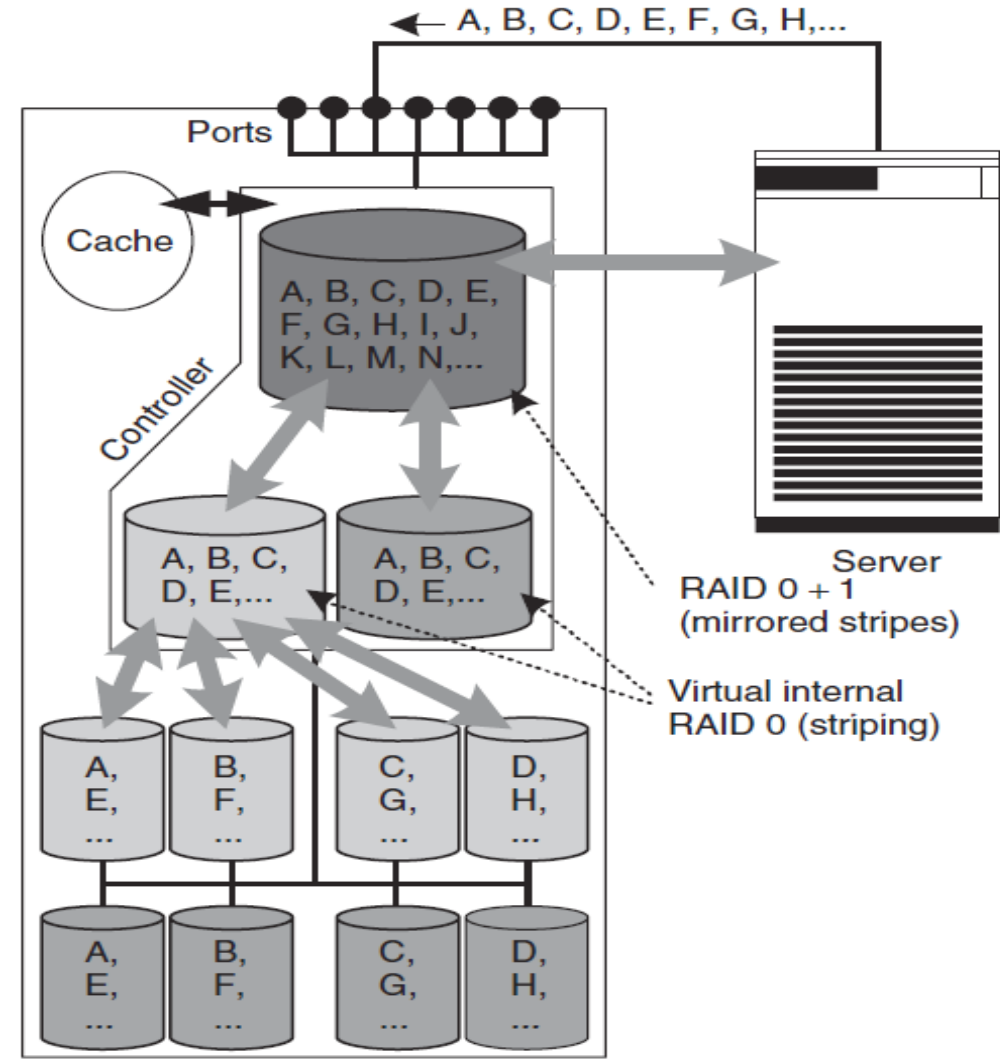 A, B, C, D, E, F, G, H,...
Ports
Cache
A, B, C, D, E,
F, G, H, I, J,
K, L, M, N,...
Controller
A, B, C,
D, E,...
A, B, C,
D, E,...
Server
RAID 0 + 1
(mirrored stripes)
Virtual internal
RAID 0 (striping)
A,
E,
...
B,
F,
...
C,
G,
...
D,
H,
...
A,
E,
...
B,
F,
...
C,
G,
...
D,
H,
...